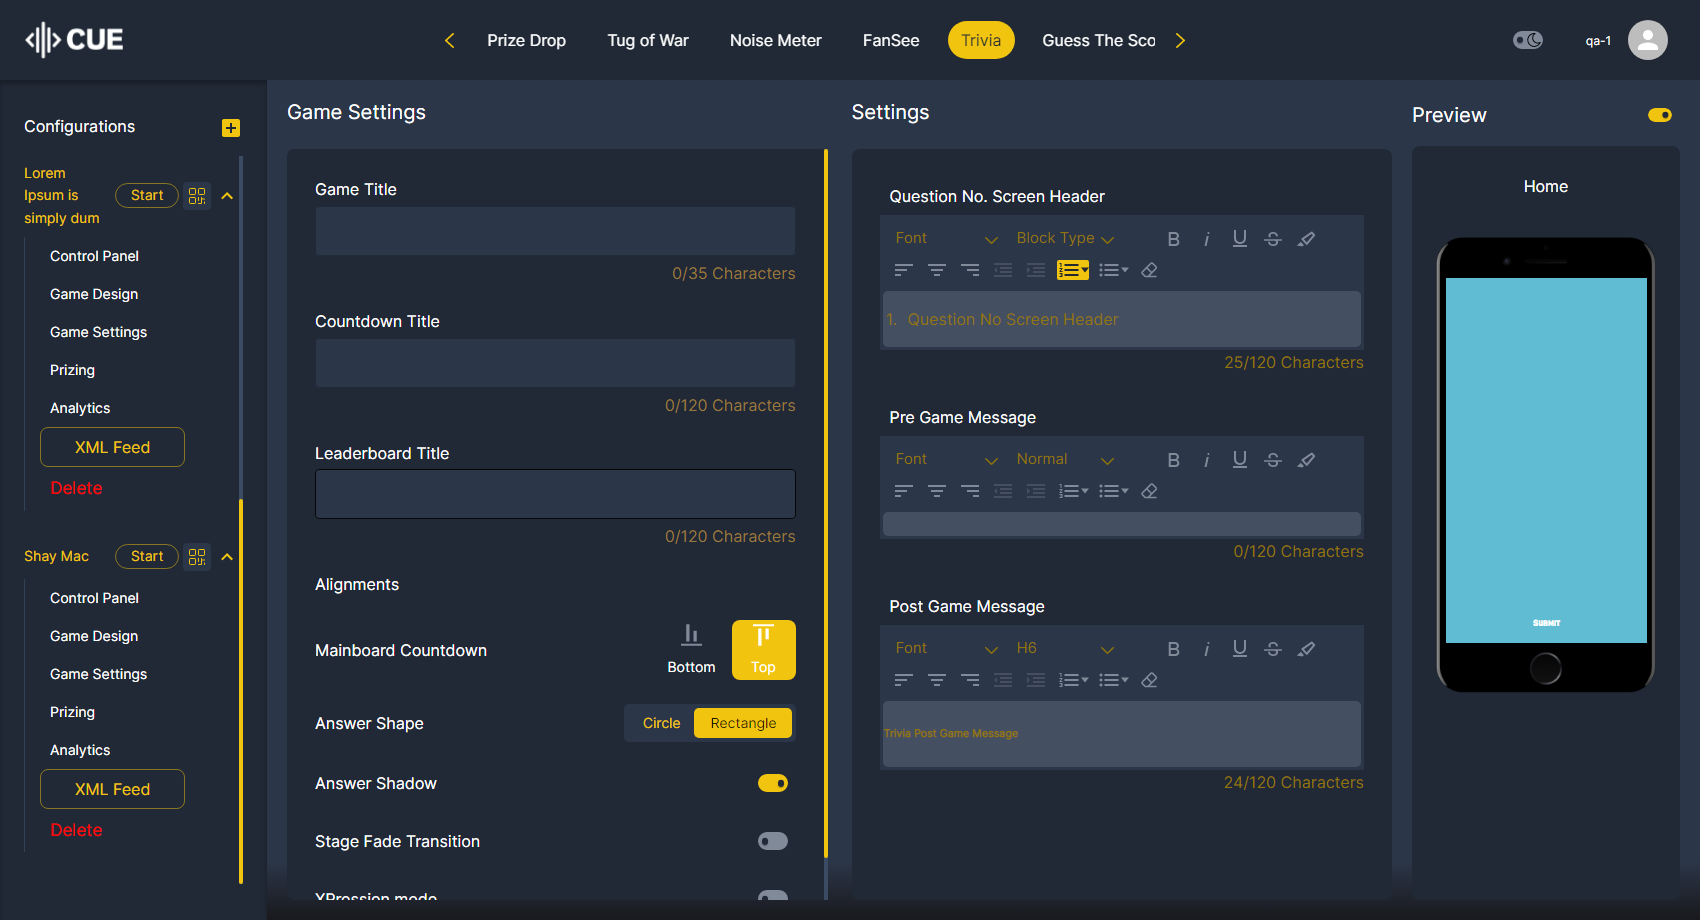 CUE
Prize Drop
Tug of War
Noise Meter
FanSee
Trivia
Guess The Sco
qa-1
Configurations
Lorem
Ipsum is
simply dum
Start
Control Panel
Game Design
Game Settings
Prizing
Analytics
XML Feed
Delete
Shay Mac
Start
Control Panel
Game Design
Game Settings
Prizing
Analytics
XML Feed
Delete
Game Settings
Game Title
0/35 Characters
Countdown Title
0/120 Characters
Leaderboard Title
0/120 Characters
Alignments
Mainboard Countdown
Bottom
Top
Answer Shape
Circle
Rectangle
Answer Shadow
Stage Fade Transition
XPression mode
Settings
Question No. Screen Header
Font
Block Type
B i U S
1. Question No Screen Header
25/120 Characters
Pre Game Message
Font
Normal
B i U S
0/120 Characters
Post Game Message
Font
H6
B i U S
Trivia Post Game Message
24/120 Characters
Preview
Home
SUBMIT